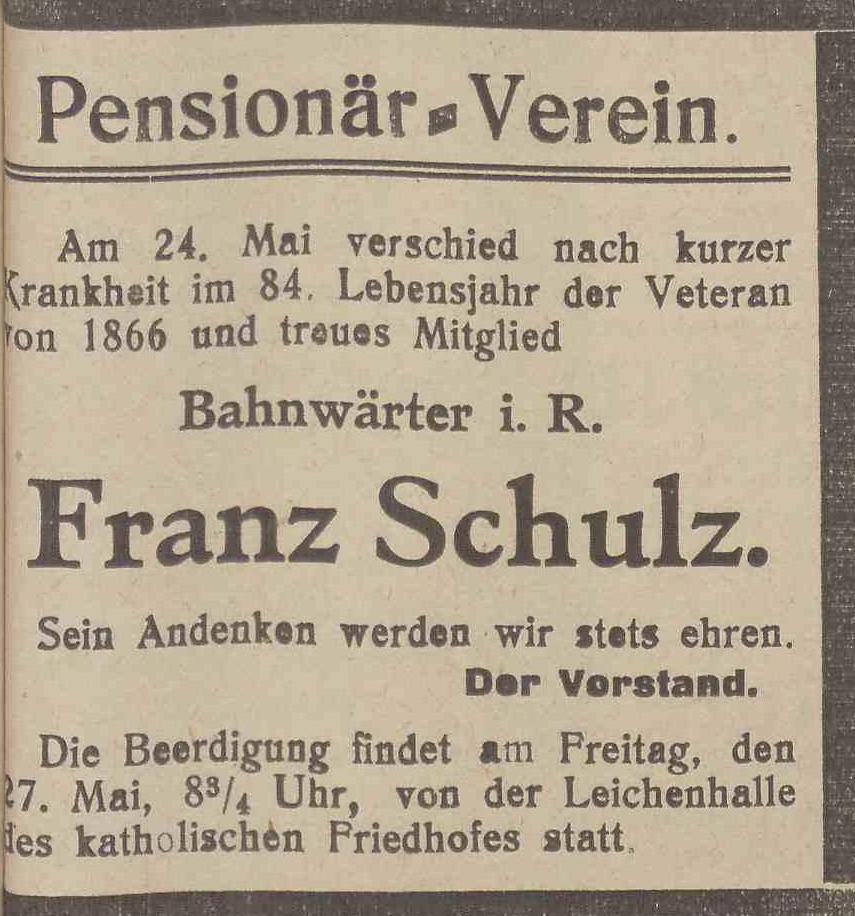 Pensionär-Verein.
Am 24. Mai verschied nach kurzer
Krankheit im 84. Lebensjahr der Veteran
von 1866 und treues Mitglied
Bahnwärter i. R.
Franz Schulz.
Sein Andenken werden wir stets ehren.
Der Vorstand.
Die Beerdigung findet am Freitag, den
27. Mai, 8¾ Uhr, von der Leichenhalle
des katholischen Friedhofes statt.